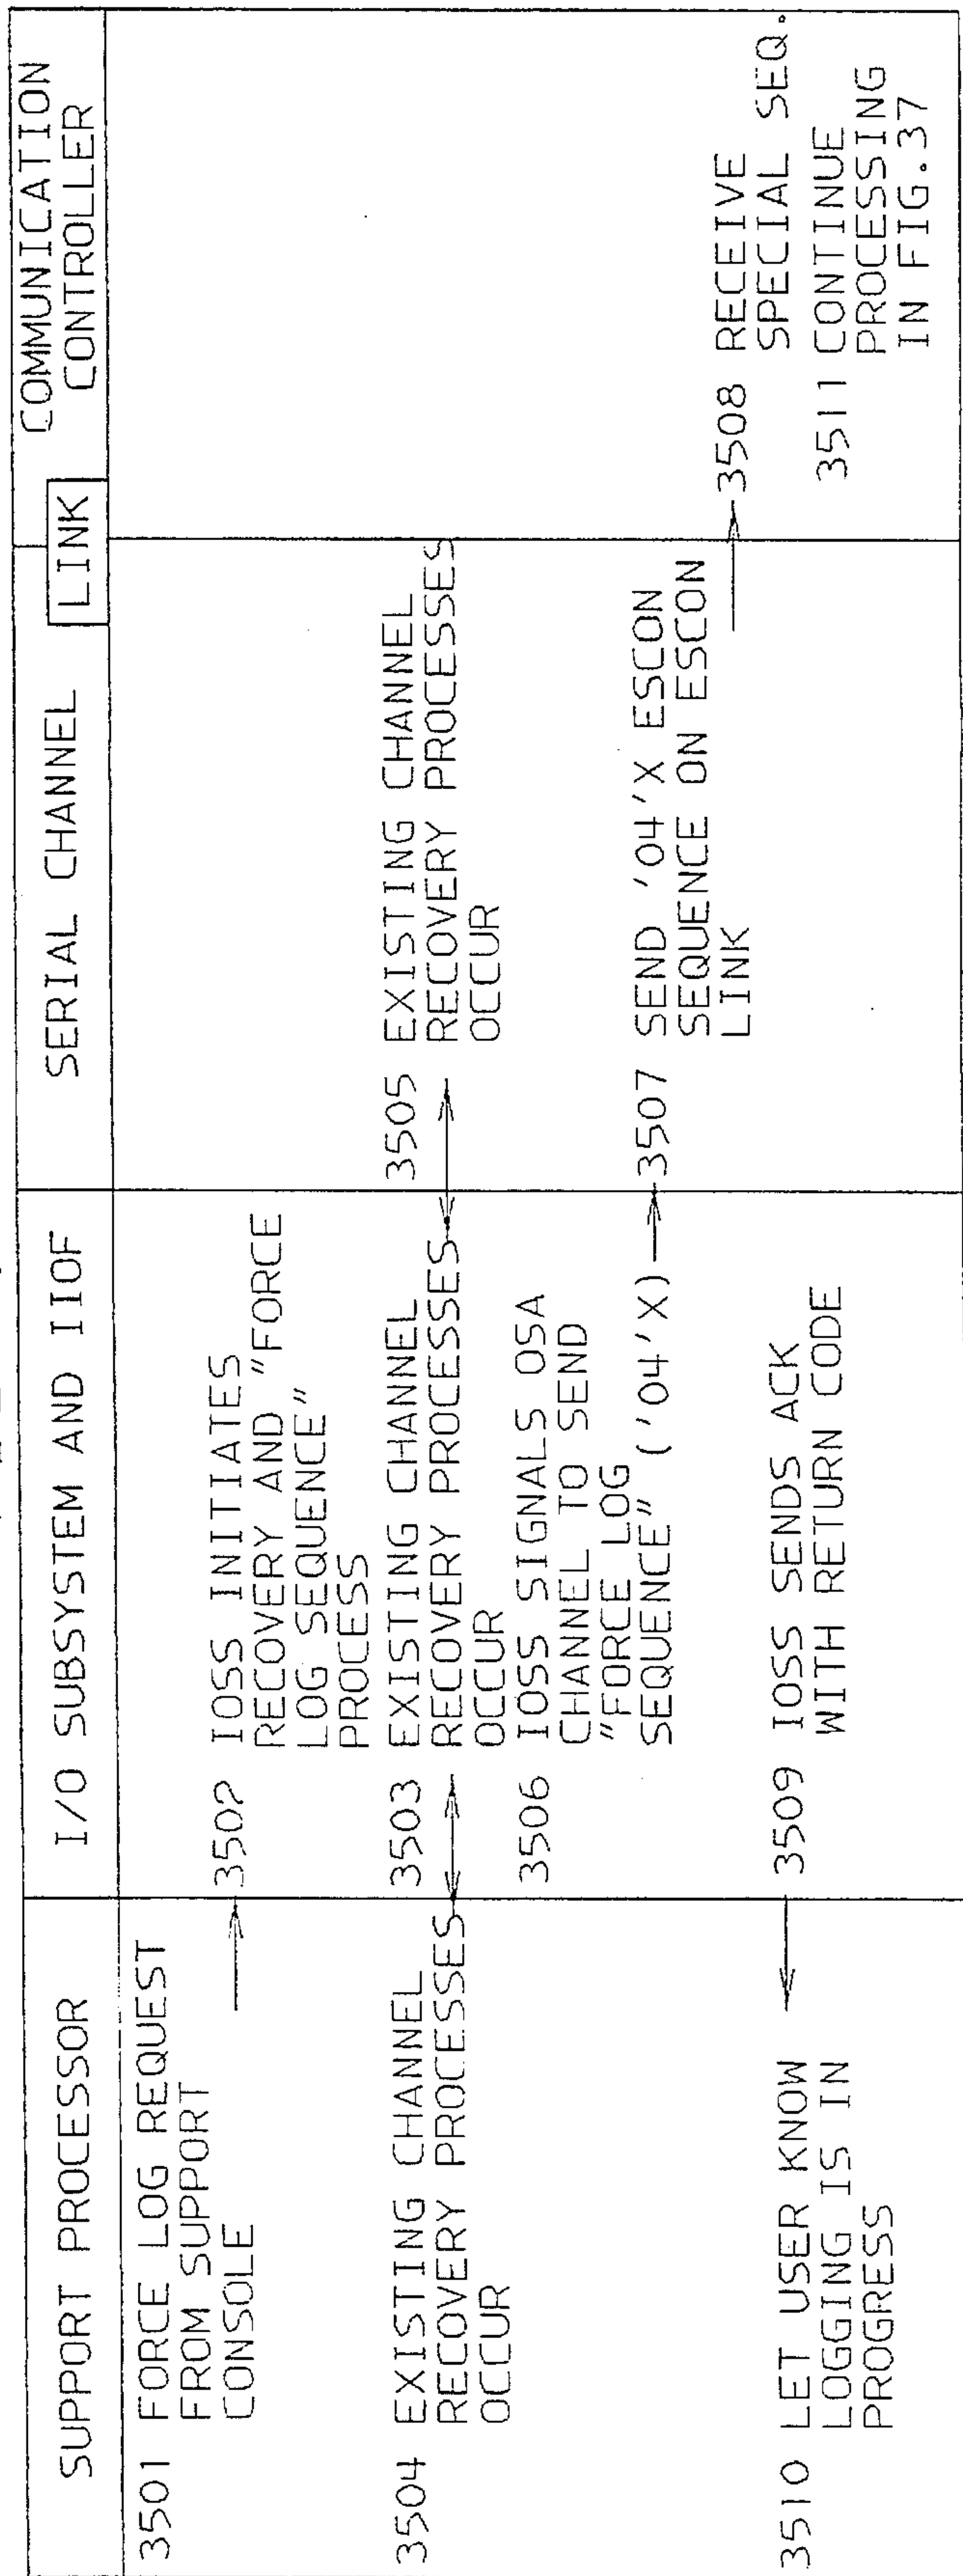 SUPPORT PROCESSOR
I/O SUBSYSTEM AND IIOF
SERIAL CHANNEL
LINK
COMMUNICATION
CONTROLLER
3501 FORCE LOG REQUEST
FROM SUPPORT
CONSOLE
3502 IOSS INITIATES
RECOVERY AND "FORCE
LOG SEQUENCE"
PROCESS
3504 EXISTING CHANNEL
RECOVERY PROCESSES
OCCUR
3503 EXISTING CHANNEL
RECOVERY PROCESSES
OCCUR
3505 EXISTING CHANNEL
RECOVERY PROCESSES
OCCUR
3506 IOSS SIGNALS OSA
CHANNEL TO SEND
"FORCE LOG
SEQUENCE" ('04'X)
3507 SEND '04'X ESCON
SEQUENCE ON ESCON
LINK
3508 RECEIVE
SPECIAL SEQ.
3510 LET USER KNOW
LOGGING IS IN
PROGRESS
3509 IOSS SENDS ACK
WITH RETURN CODE
3511 CONTINUE
PROCESSING
IN FIG.37